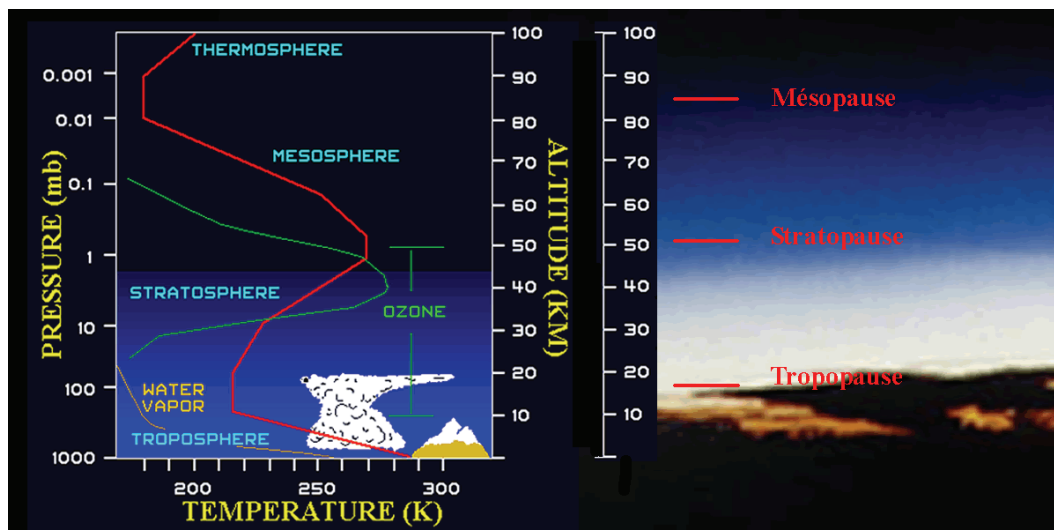 THERMOSPHERE
MESOSPHERE
STRATOSPHERE
OZONE
WATER
VAPOR
TROPOSPHERE
PRESSURE (mb)
0.001
0.01
0.1
1
10
100
1000
200
250
300
TEMPERATURE (K)
100
90
80
70
60
50
40
30
20
10
ALTITUDE (KM)
100
90
80
70
60
50
40
30
20
10
0
Mésopause
Stratopause
Tropopause